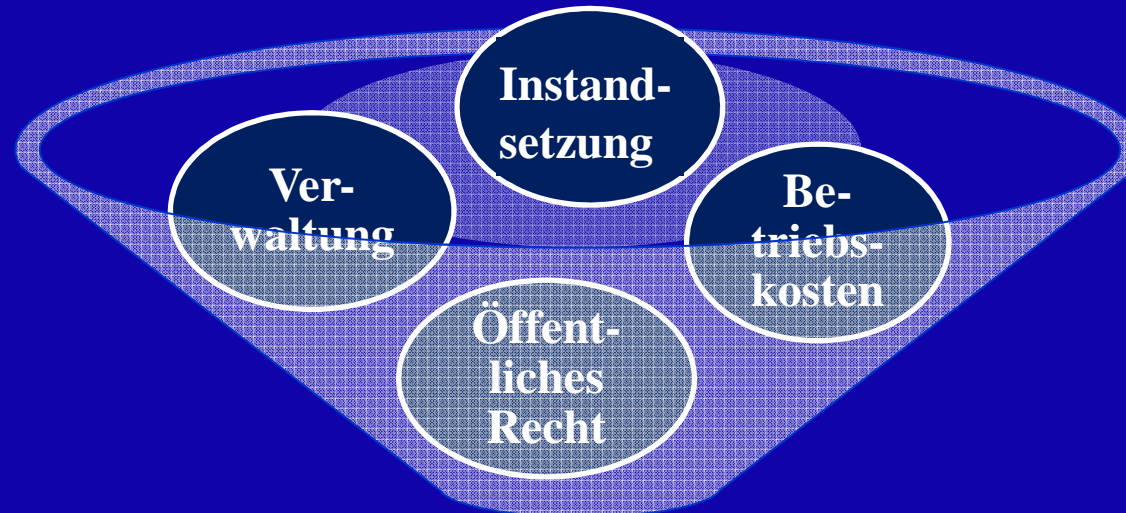 Instand-
setzung
Ver-
waltung
Be-
triebs-
kosten
Öffent-
liches
Recht